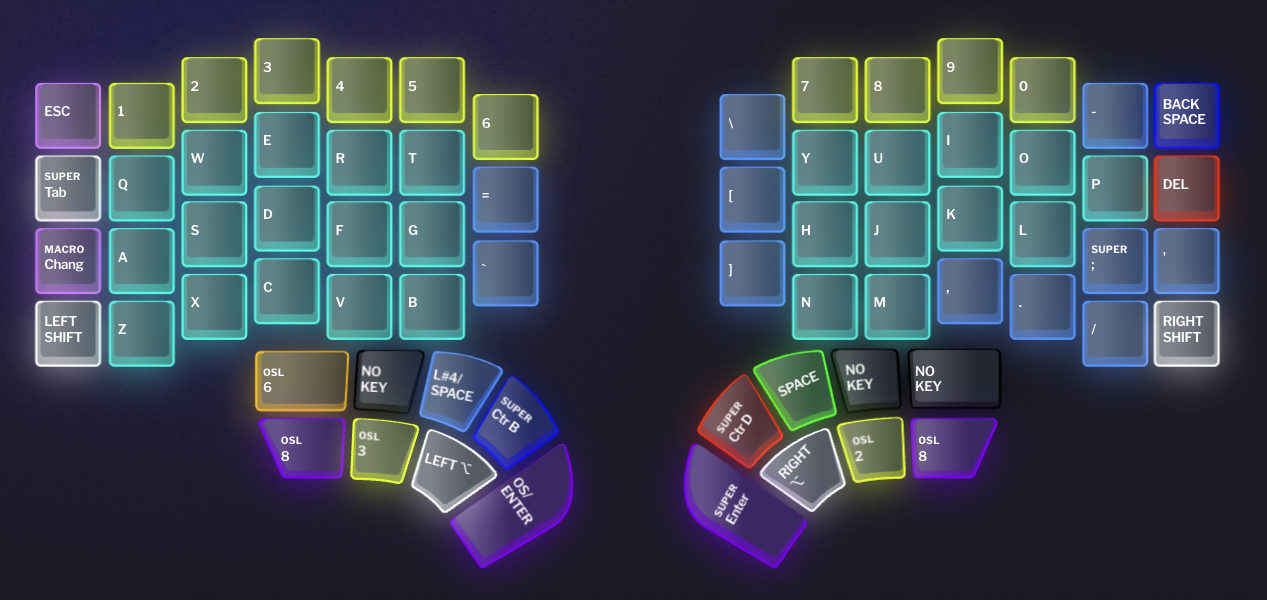 ESC
1
2
3
4
5
6
SUPER
Tab
Q
W
E
R
T
=
MACRO
Chang
A
S
D
F
G
`
LEFT
SHIFT
Z
X
C
V
B
OSL
6
NO
KEY
L#4/
SPACE
SUPER
Ctr B
OSL
8
OSL
3
LEFT ⌥
OS/
ENTER
\
7
8
9
0
-
BACK
SPACE
[
Y
U
I
O
P
DEL
]
H
J
K
L
SUPER
;
'
N
M
,
.
/
RIGHT
SHIFT
SUPER
Ctr D
SPACE
NO
KEY
NO
KEY
SUPER
Enter
RIGHT
⌥
OSL
2
OSL
8